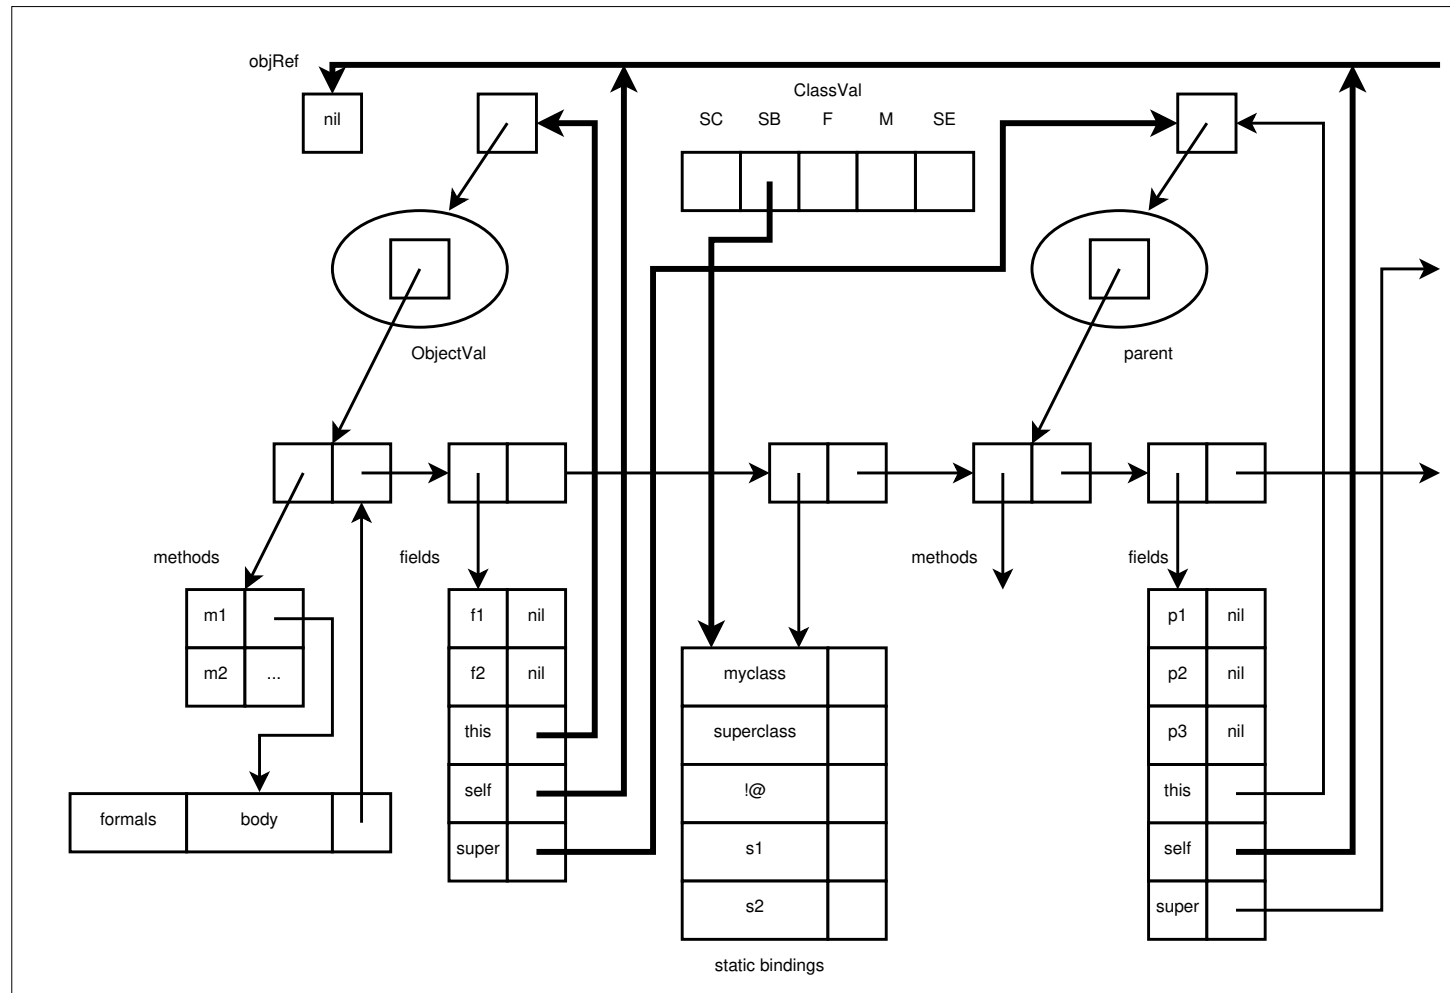 objRef
ClassVal
nil
SC SB F M SE
ObjectVal
parent
methods
fields
methods
fields
m1
f1 nil
p1 nil
m2 ...
f2 nil
myclass
p2 nil
this
superclass
p3 nil
self
!@
this
formals body
super
s1
self
s2
super
static bindings